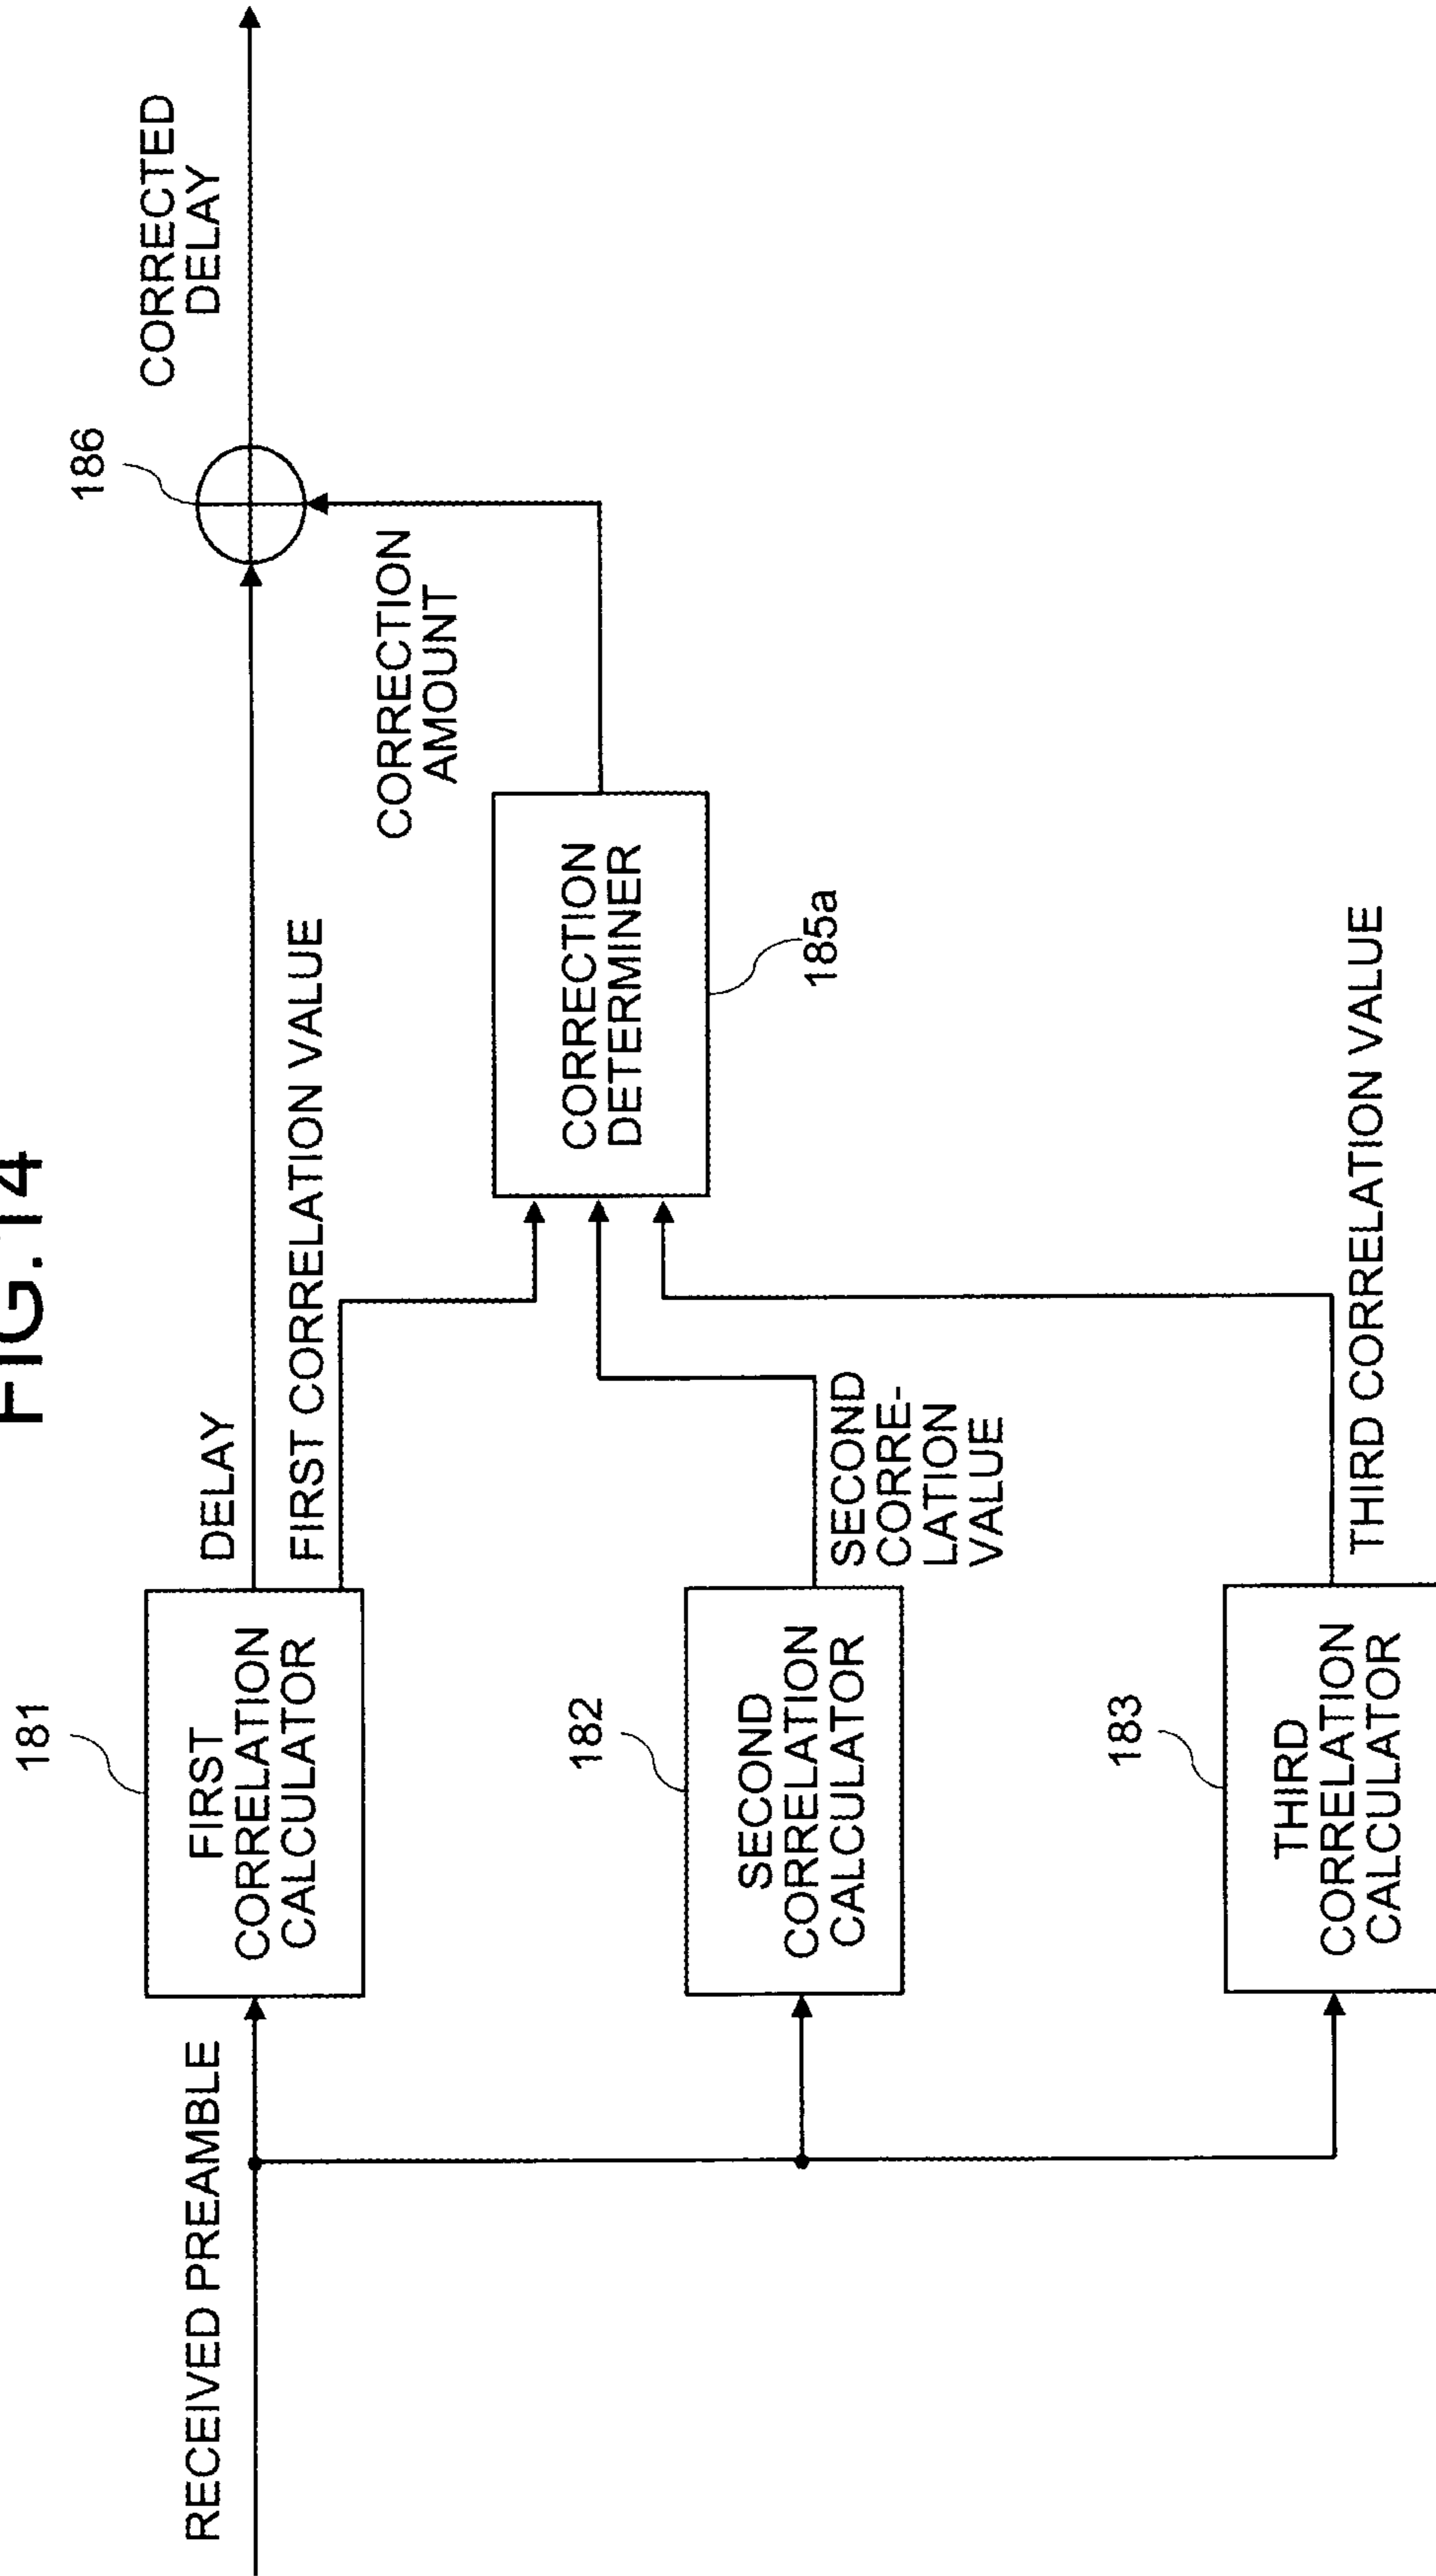 FIG.14
RECEIVED PREAMBLE
181
FIRST
CORRELATION
CALCULATOR
DELAY
FIRST CORRELATION VALUE
186
CORRECTED
DELAY
CORRECTION
AMOUNT
CORRECTION
DETERMINER
185a
182
SECOND
CORRELATION
CALCULATOR
SECOND
CORRE-
LATION
VALUE
183
THIRD
CORRELATION
CALCULATOR
THIRD CORRELATION VALUE